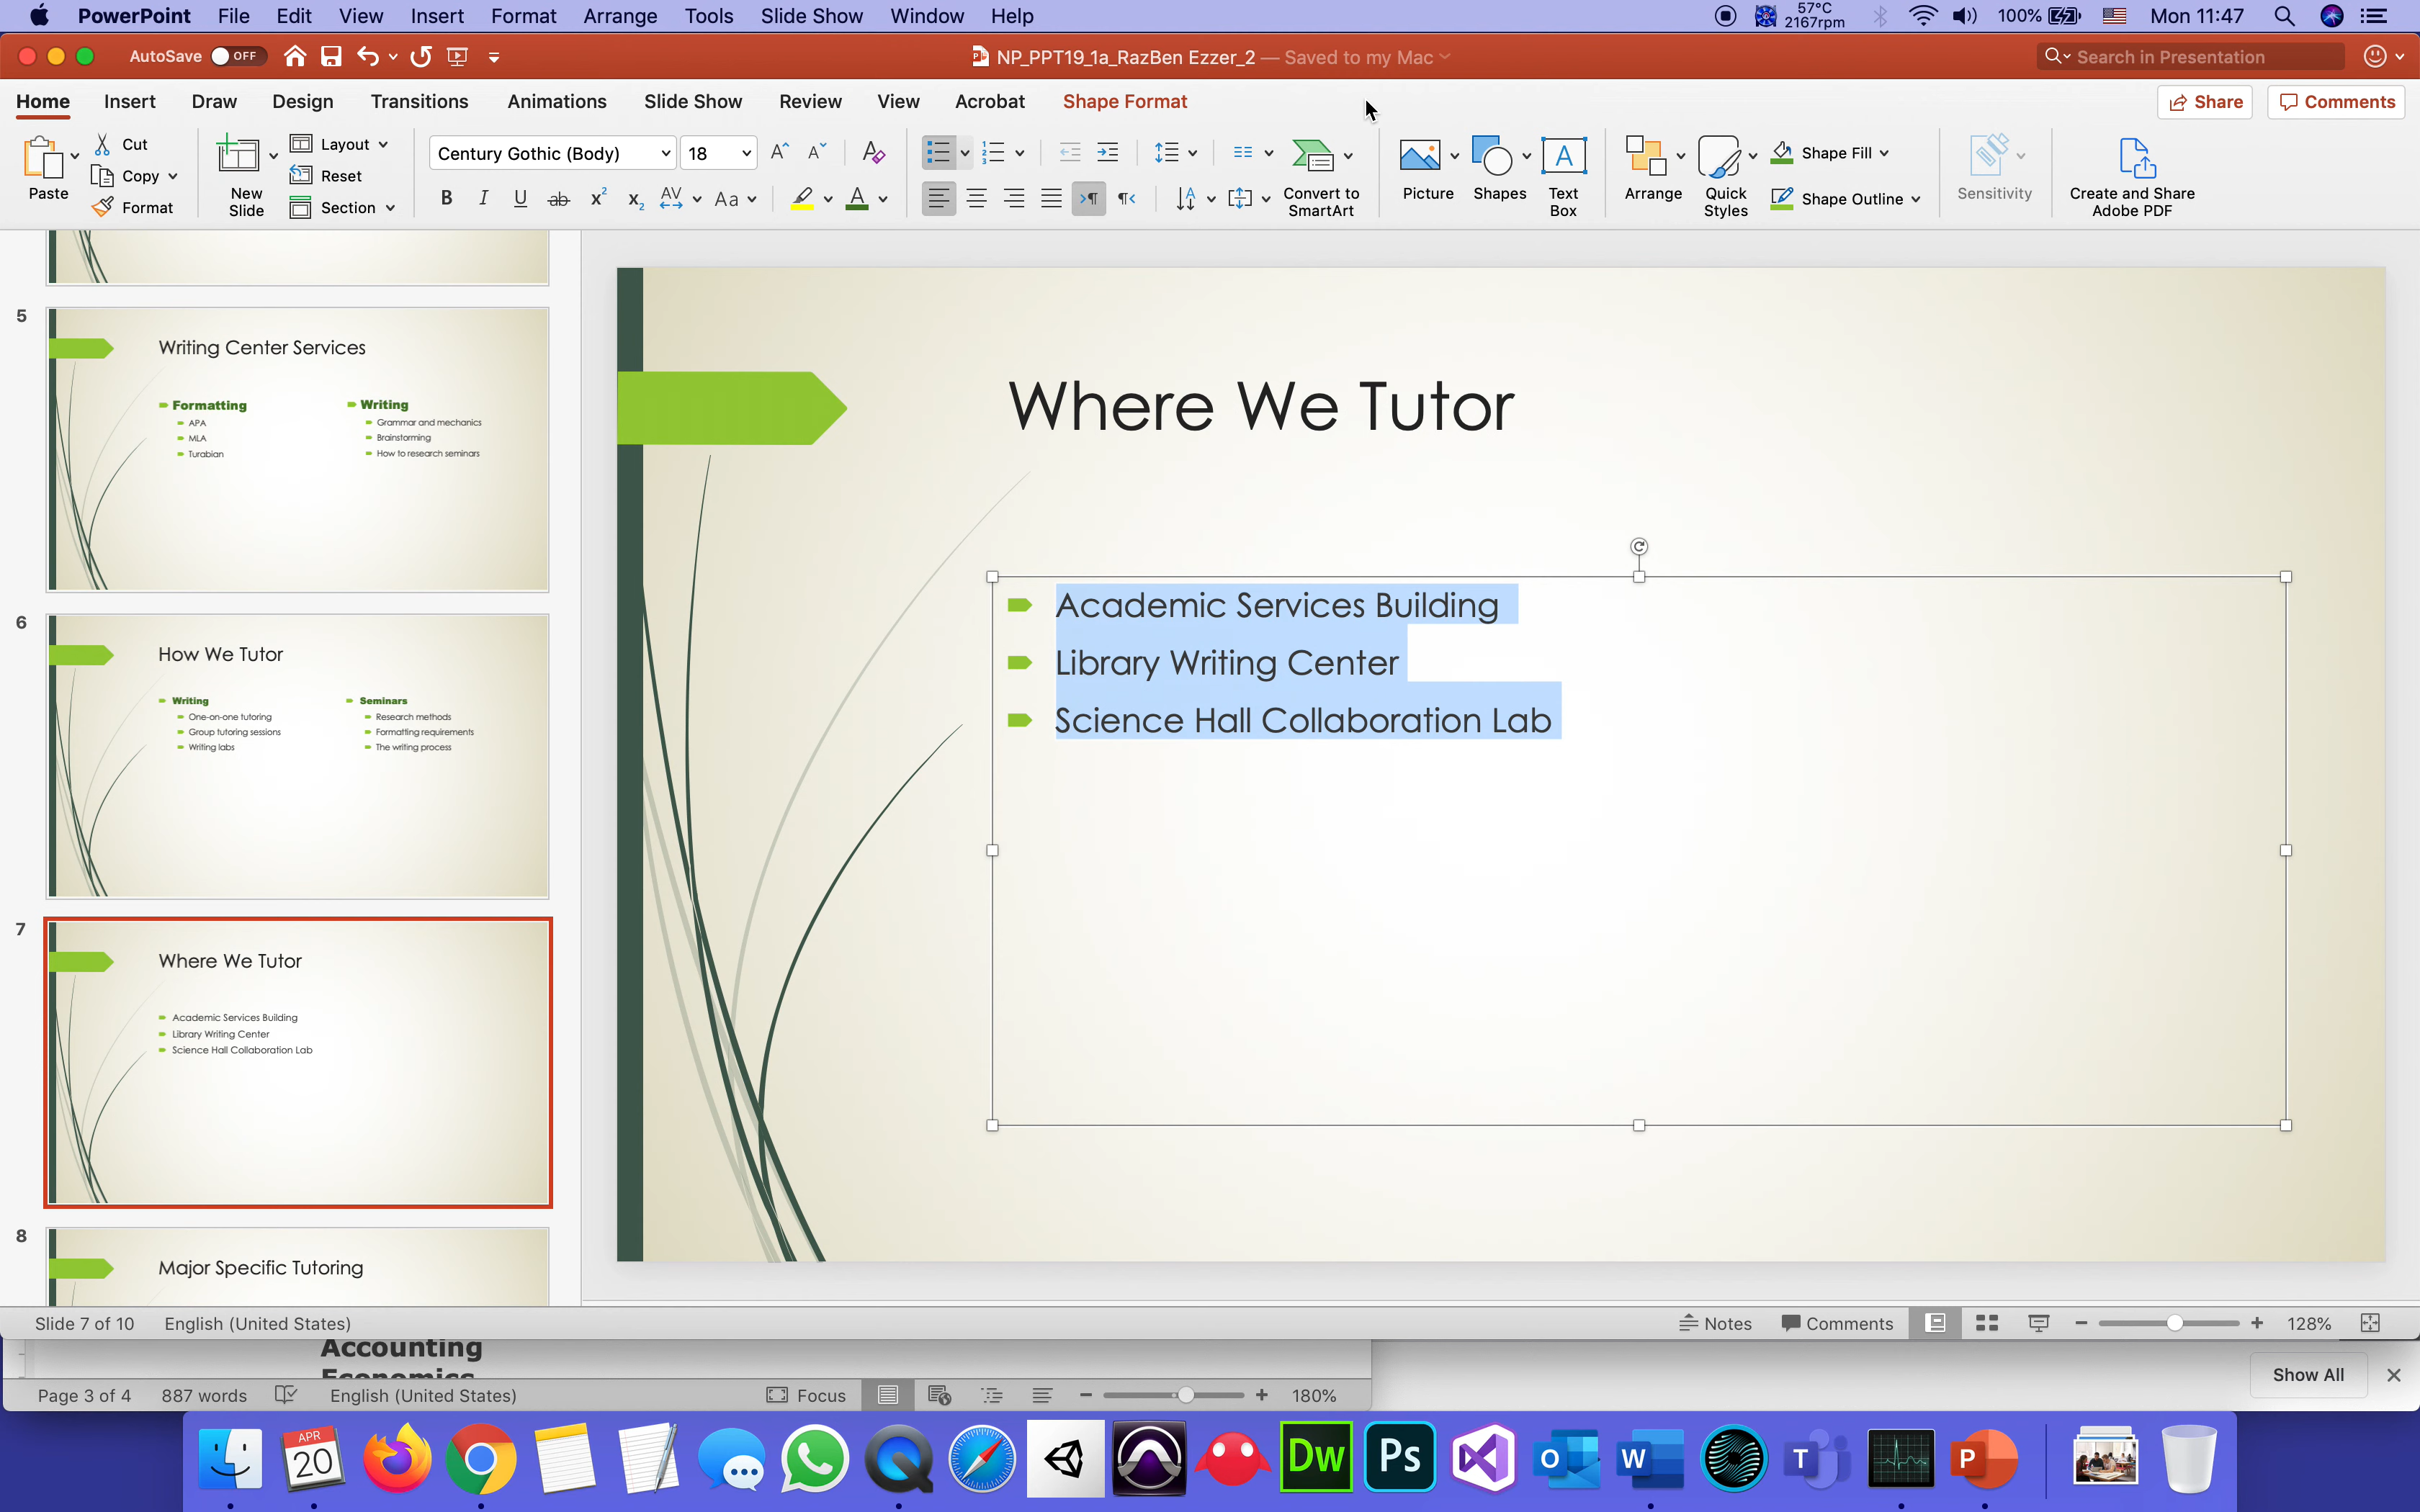 PowerPoint File Edit View Insert Format Arrange Tools Slide Show Window Help 57°C 2167rpm 100% Mon 11:47
AutoSave OFF NP_PPT19_1a_RazBen Ezzer_2 — Saved to my Mac Search in Presentation
Home Insert Draw Design Transitions Animations Slide Show Review View Acrobat Shape Format Share Comments
Paste Cut Copy Format
New Slide Layout Reset Section
Century Gothic (Body) 18
Convert to SmartArt
Picture Shapes Text Box
Arrange Quick Styles Shape Fill Shape Outline
Sensitivity
Create and Share Adobe PDF
5
Writing Center Services
Formatting
APA
MLA
Turabian
Writing
Grammar and mechanics
Brainstorming
How to research seminars
6
How We Tutor
Writing
One-on-one tutoring
Group tutoring sessions
Writing labs
Seminars
Research methods
Formatting requirements
The writing process
7
Where We Tutor
Academic Services Building
Library Writing Center
Science Hall Collaboration Lab
8
Major Specific Tutoring
Where We Tutor
Academic Services Building
Library Writing Center
Science Hall Collaboration Lab
Slide 7 of 10 English (United States) Notes Comments 128%
Accounting
Economics
Show All
Page 3 of 4 887 words English (United States) Focus 180%
APR
20
Dw
Ps
O
W
T
P